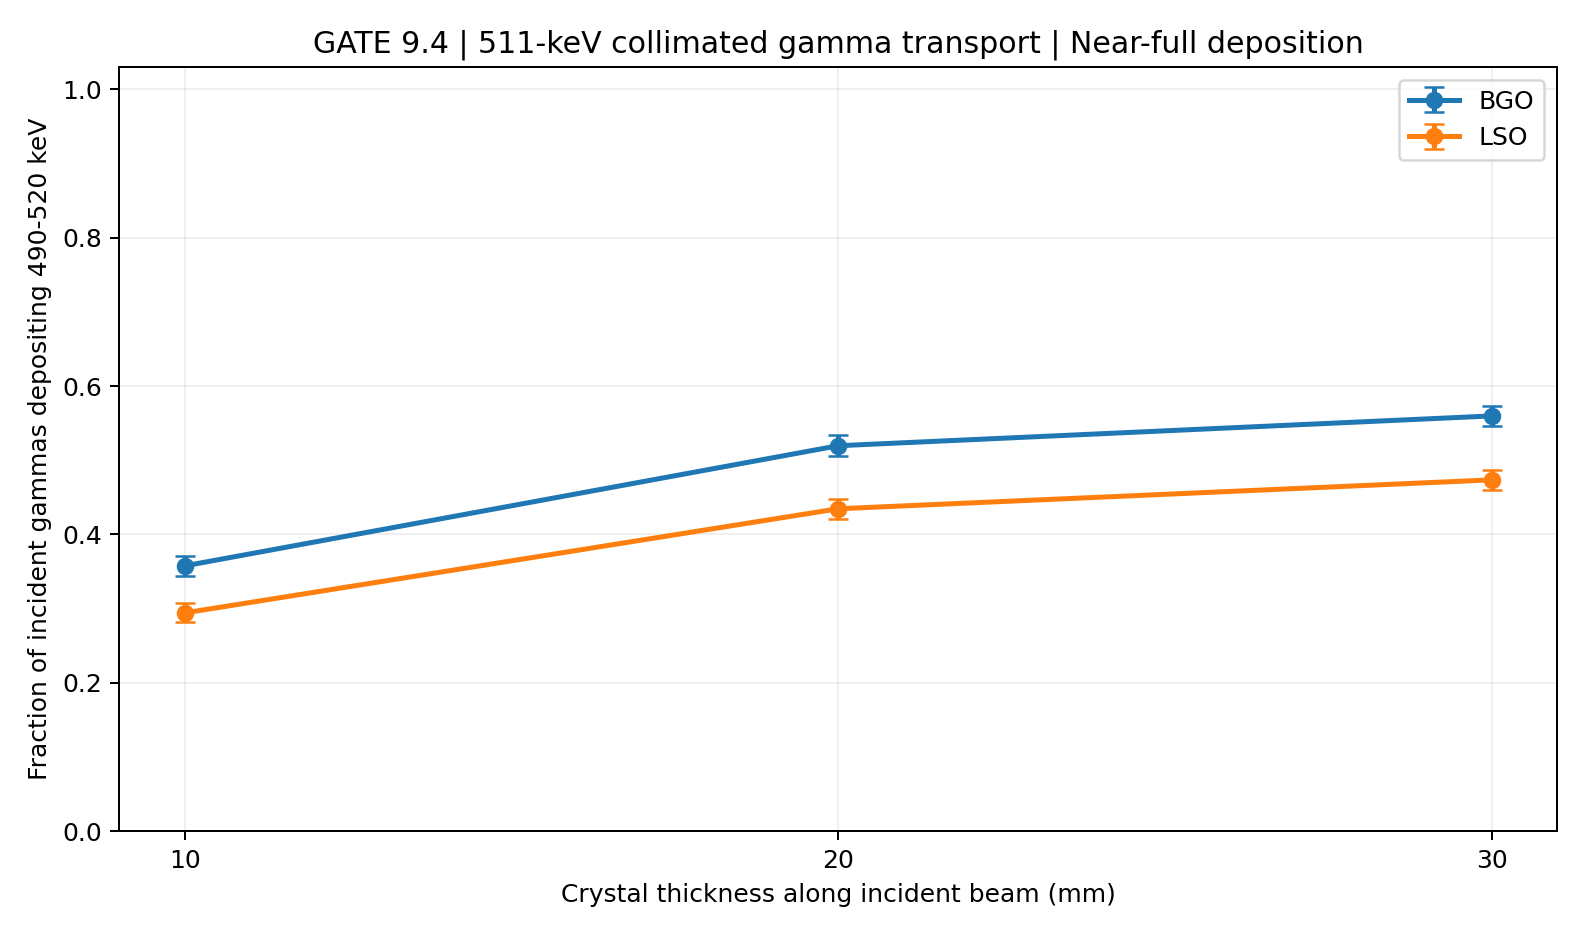 GATE 9.4 | 511-keV collimated gamma transport | Near-full deposition
BGO
LSO
Fraction of incident gammas depositing 490-520 keV
1.0
0.8
0.6
0.4
0.2
0.0
10
20
30
Crystal thickness along incident beam (mm)